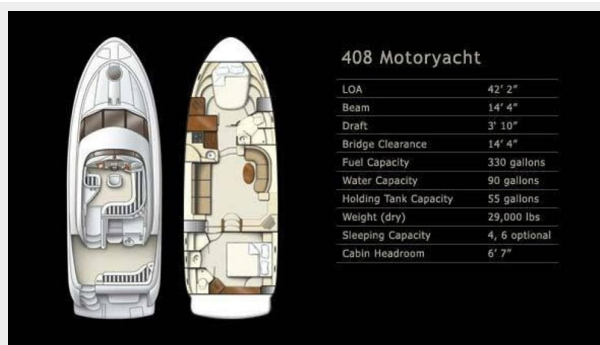 408 Motoryacht
LOA 42' 2"
Beam 14' 4"
Draft 3' 10"
Bridge Clearance 14' 4"
Fuel Capacity 330 gallons
Water Capacity 90 gallons
Holding Tank Capacity 55 gallons
Weight (dry) 29,000 lbs
Sleeping Capacity 4, 6 optional
Cabin Headroom 6' 7"